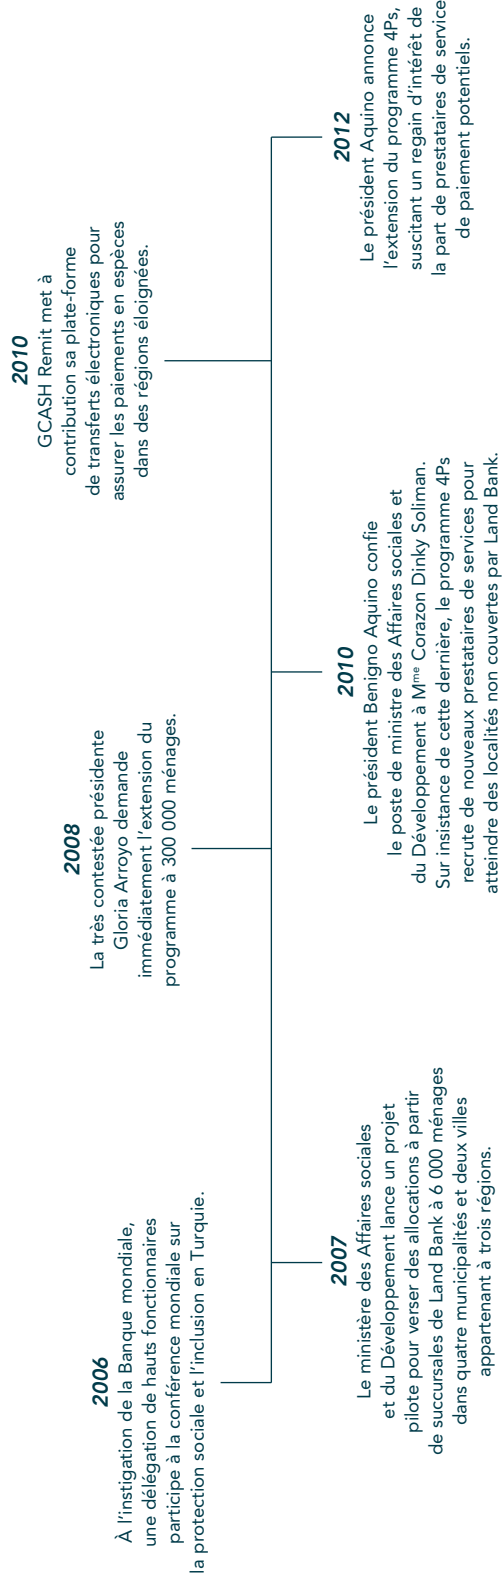 2006
À l’instigation de la Banque mondiale,
une délégation de hauts fonctionnaires
participe à la conférence mondiale sur
la protection sociale et l’inclusion en Turquie.
2007
Le ministère des Affaires sociales
et du Développement lance un projet
pilote pour verser des allocations à partir
de succursales de Land Bank à 6 000 ménages
dans quatre municipalités et deux villes
appartenant à trois régions.
2008
La très contestée présidente
Gloria Arroyo demande
immédiatement l’extension du
programme à 300 000 ménages.
2010
Le président Benigno Aquino confie
le poste de ministre des Affaires sociales et
du Développement à Mᵐᵉ Corazon Dinky Soliman.
Sur insistance de cette dernière, le programme 4Ps
recrute de nouveaux prestataires de services pour
atteindre des localités non couvertes par Land Bank.
2010
GCASH Remit met à
contribution sa plate-forme
de transferts électroniques pour
assurer les paiements en espèces
dans des régions éloignées.
2012
Le président Aquino annonce
l’extension du programme 4Ps,
suscitant un regain d’intérêt de
la part de prestataires de service
de paiement potentiels.